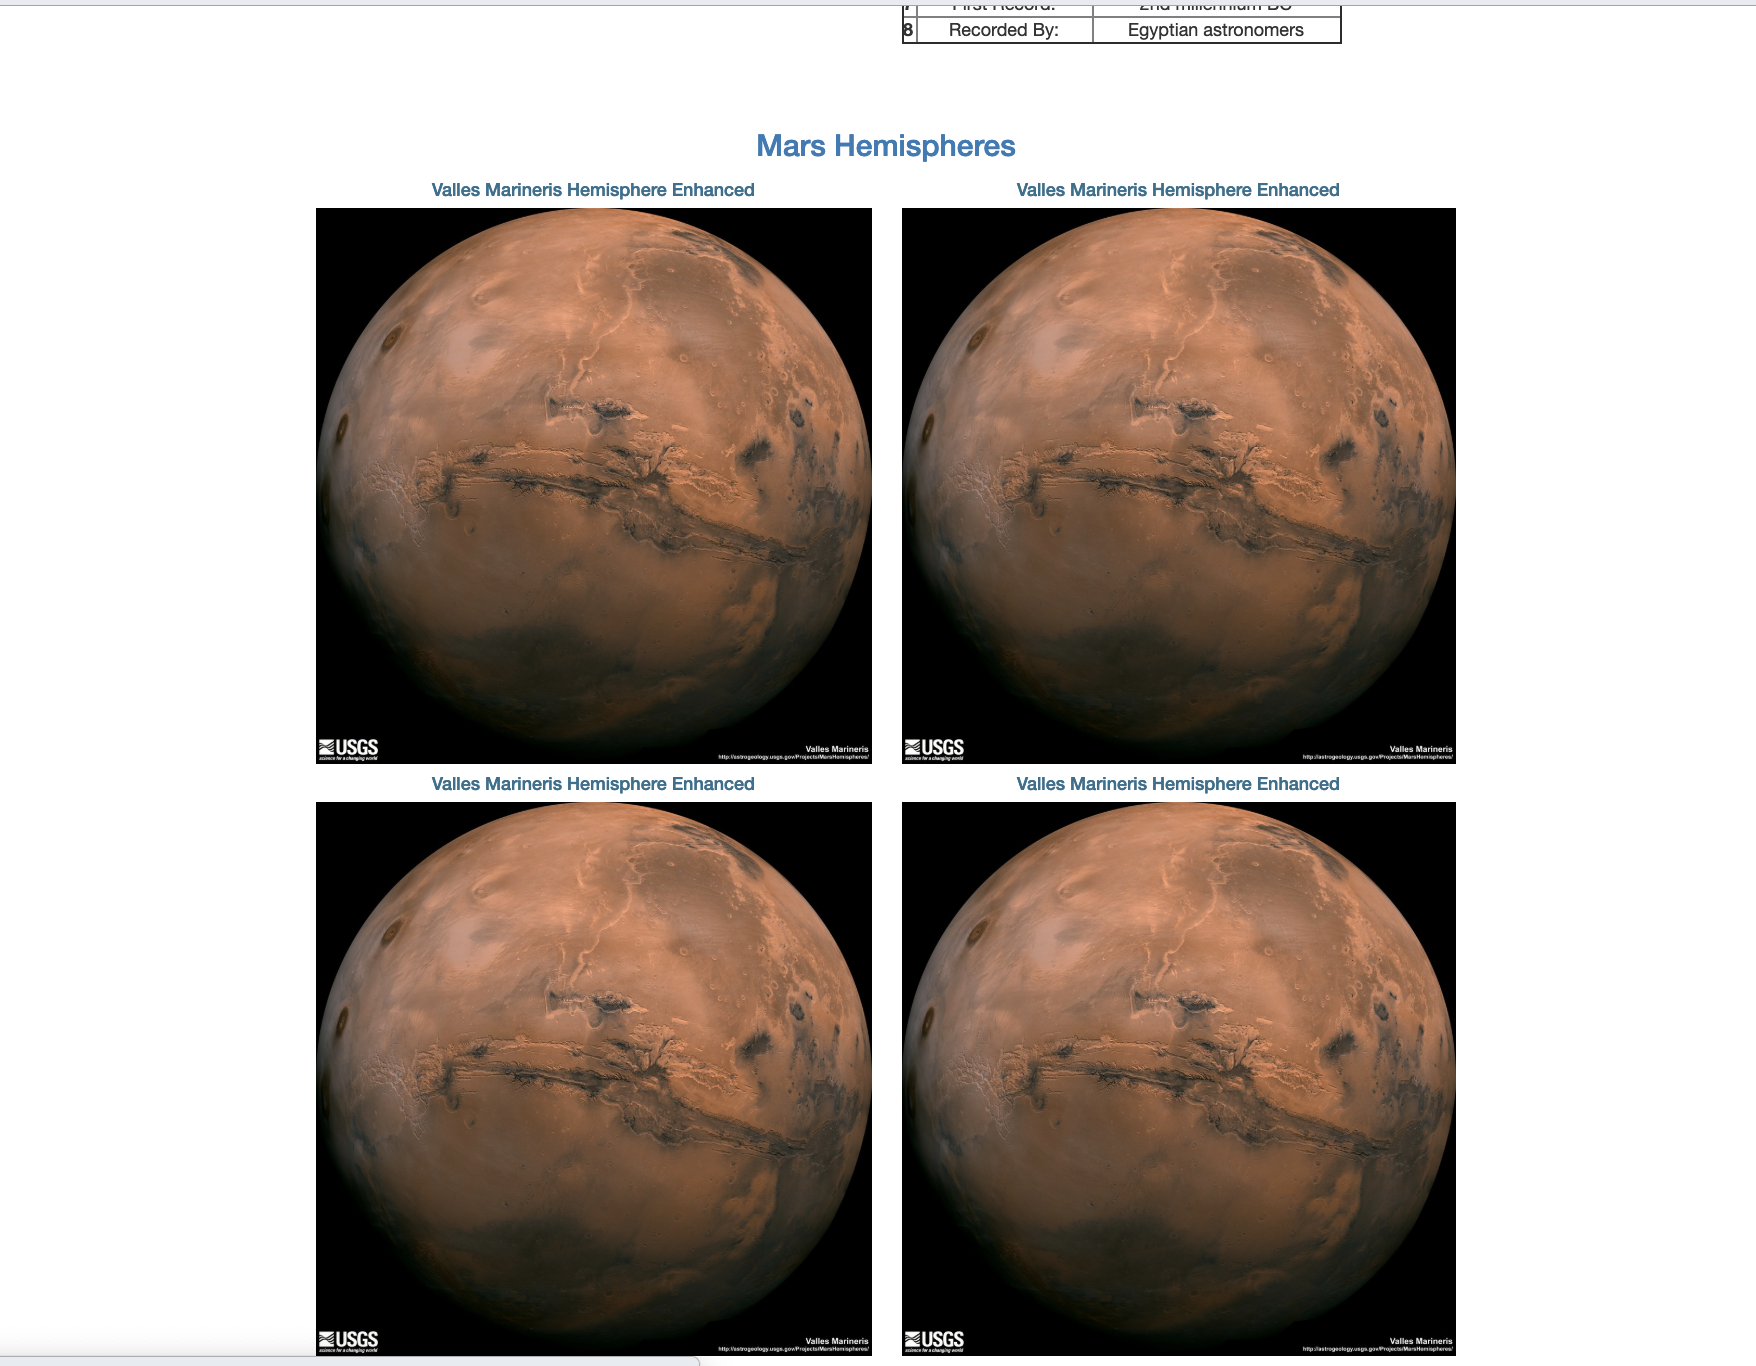 First Record: 2nd millennium BC
8 Recorded By: Egyptian astronomers
Mars Hemispheres
Valles Marineris Hemisphere Enhanced Valles Marineris Hemisphere Enhanced
USGS Valles Marineris USGS Valles Marineris
science for a changing world http://astrogeology.usgs.gov/Projects/MarsHemispheres/ science for a changing world http://astrogeology.usgs.gov/Projects/MarsHemispheres/
Valles Marineris Hemisphere Enhanced Valles Marineris Hemisphere Enhanced
USGS Valles Marineris USGS Valles Marineris
science for a changing world http://astrogeology.usgs.gov/Projects/MarsHemispheres/ science for a changing world http://astrogeology.usgs.gov/Projects/MarsHemispheres/